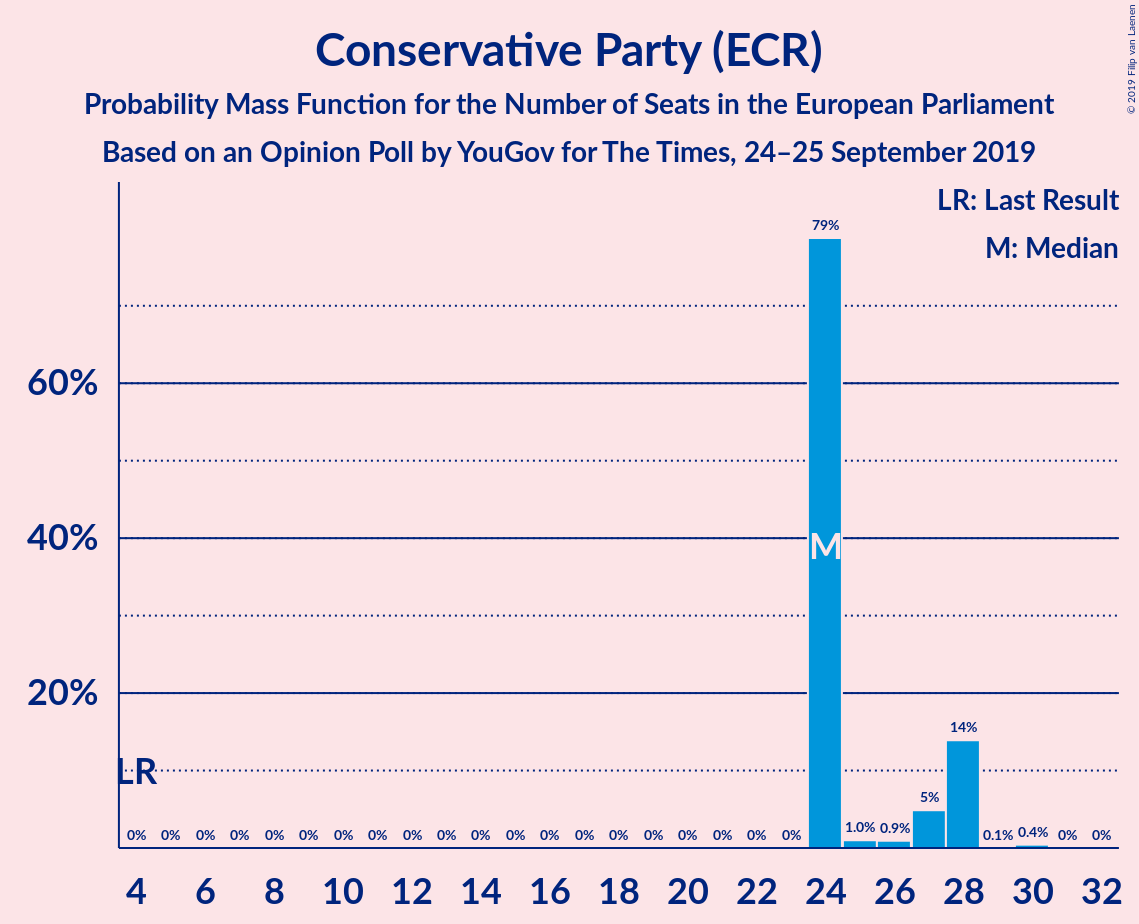 Conservative Party (ECR)
Probability Mass Function for the Number of Seats in the European Parliament
Based on an Opinion Poll by YouGov for The Times, 24–25 September 2019
© 2019 Filip van Laenen
LR: Last Result
M: Median
79%
60%
40%
M
20%
14%
LR
5%
0% 0% 0% 0% 0% 0% 0% 0% 0% 0% 0% 0% 0% 0% 0% 0% 0% 0% 0% 0% 1.0% 0.9% 0.1% 0.4% 0% 0%
4 6 8 10 12 14 16 18 20 22 24 26 28 30 32